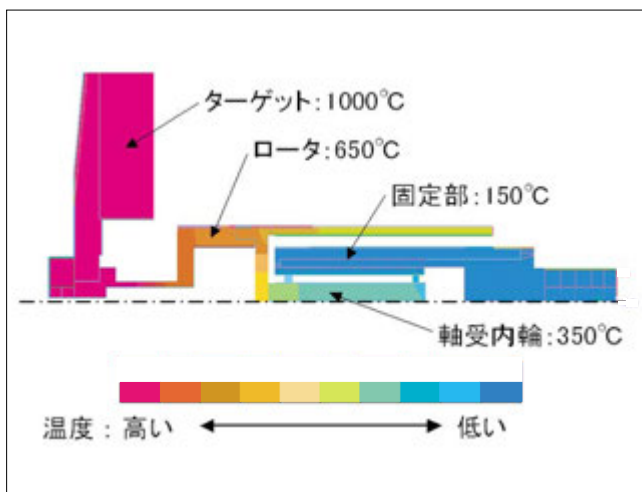 ターゲット:1000℃
ロータ:650℃
固定部:150℃
軸受内輪:350℃
温度:高い
低い